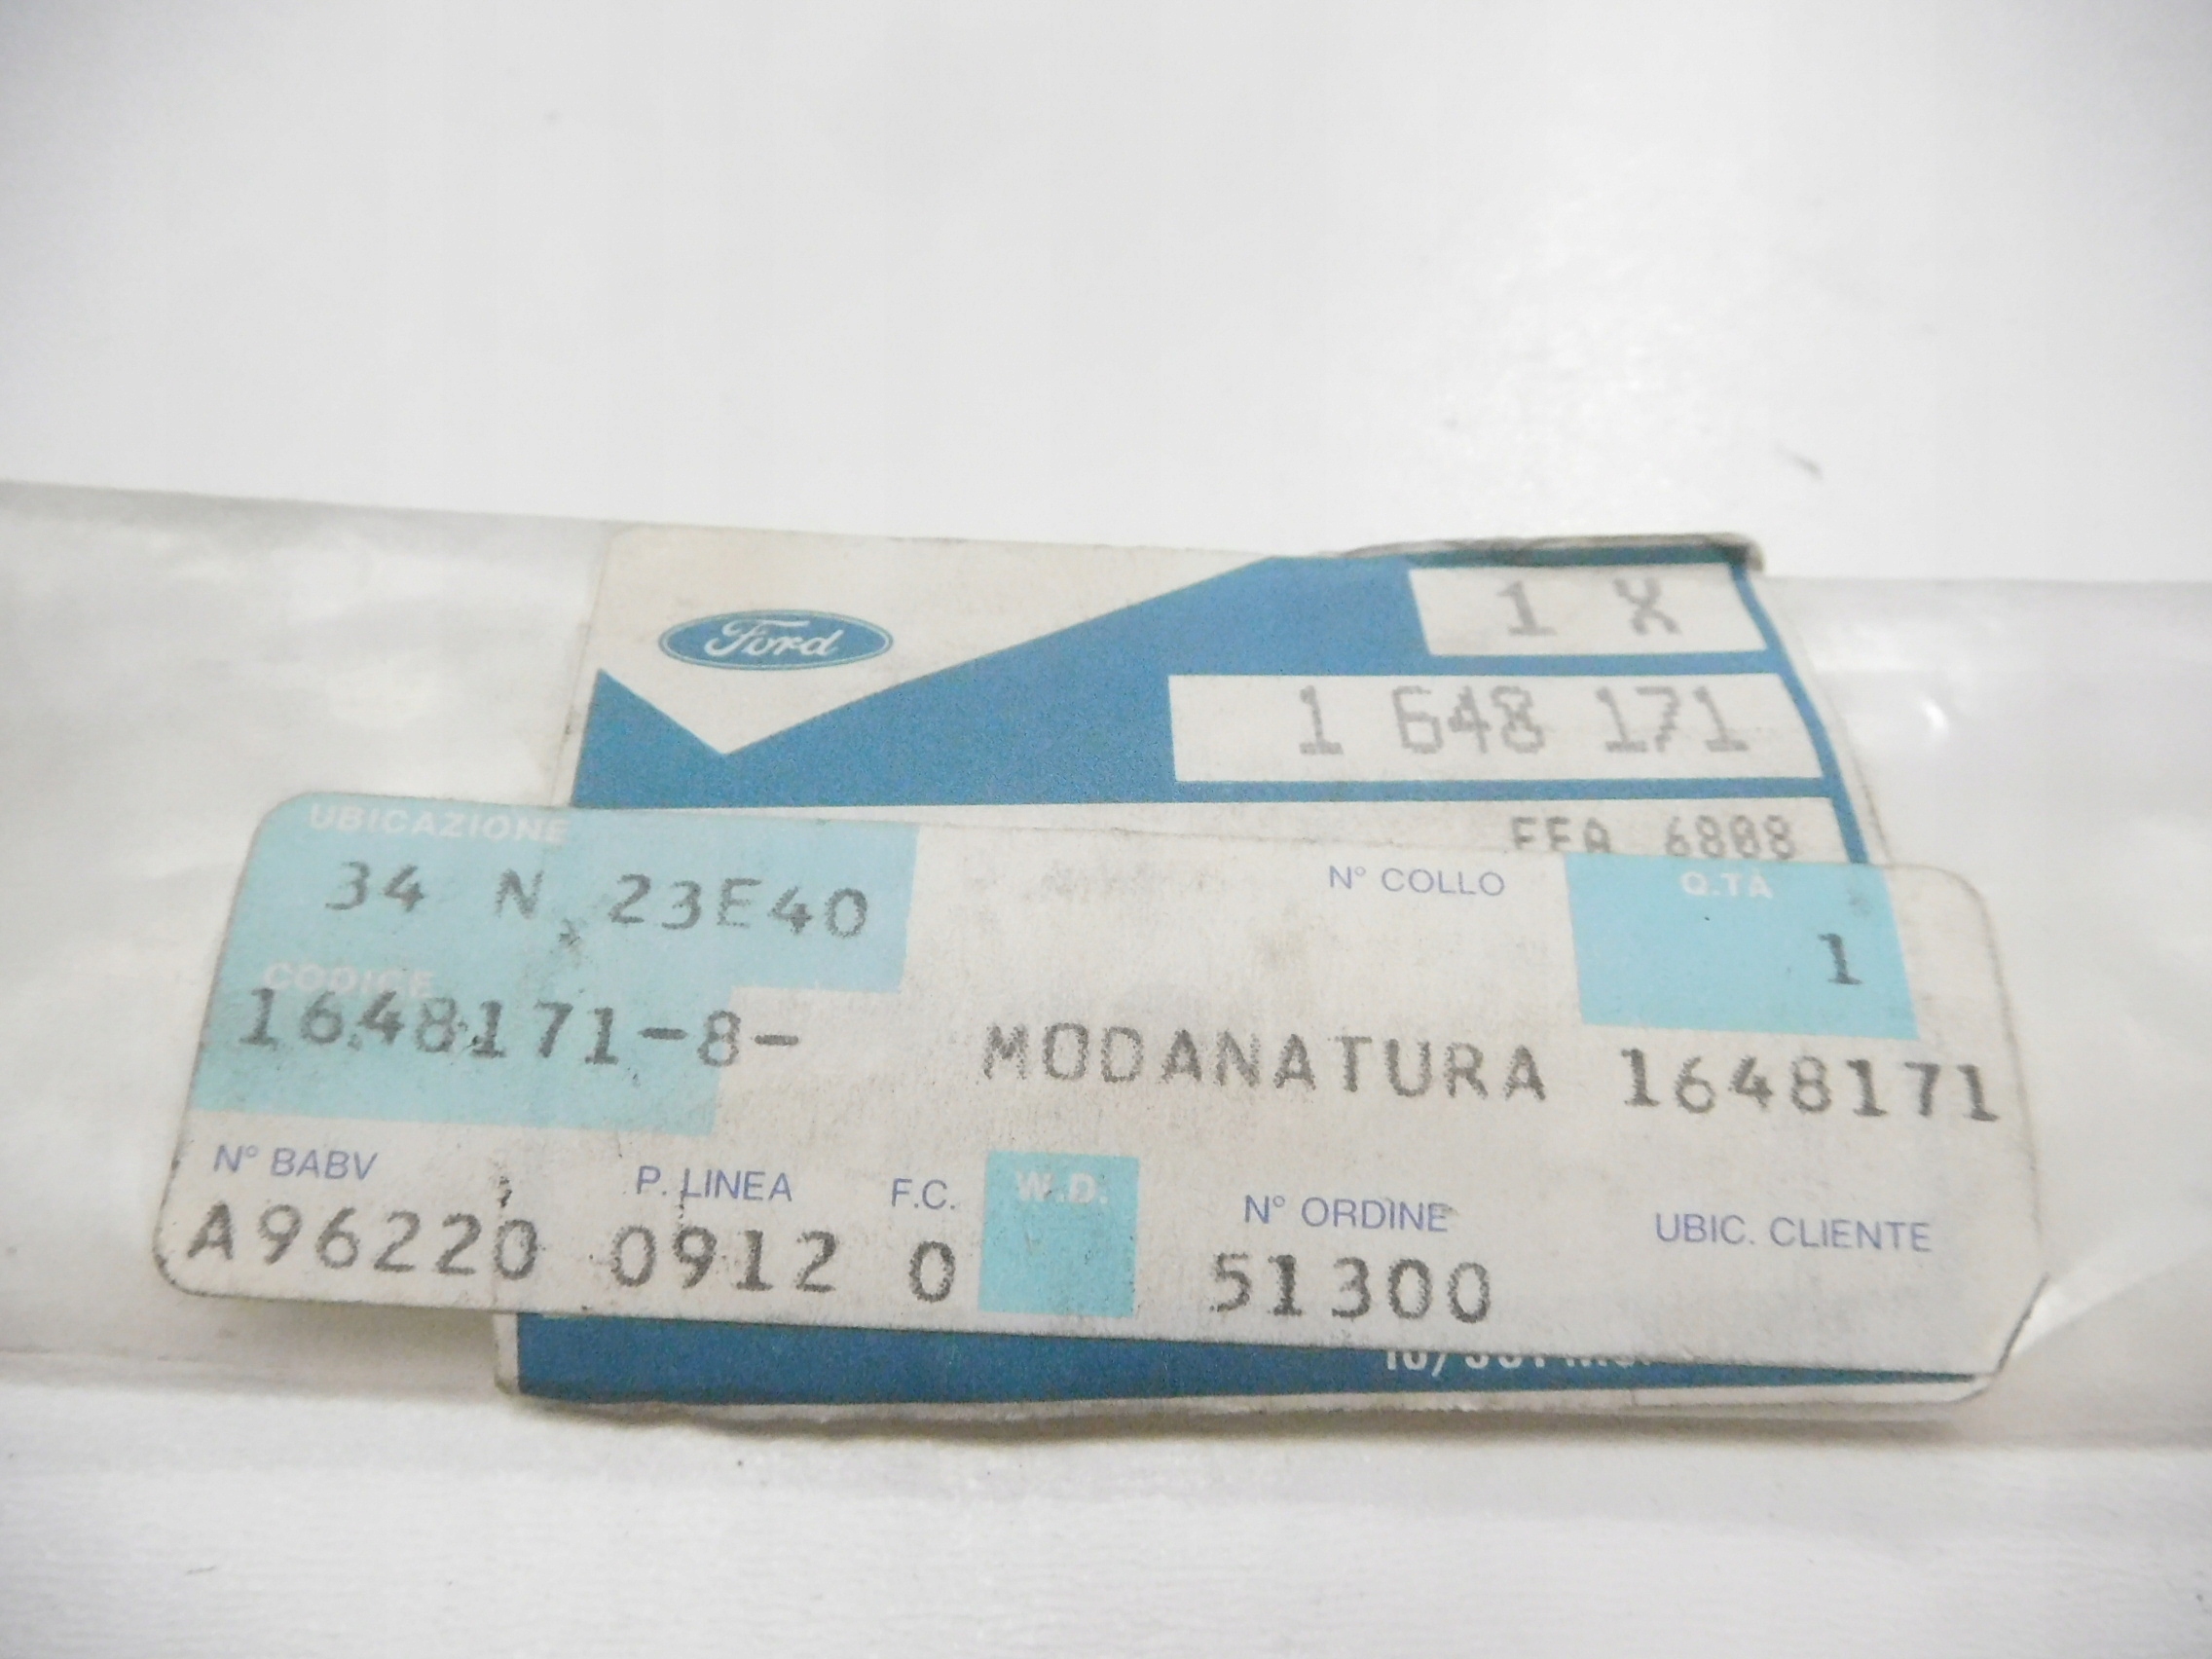 Ford
1 X
1 648 171
EEA 6808
UBICAZIONE
34 N 23E40
N° COLLO
Q.TÀ
1
CODICE
1648171-8-
MODANATURA 1648171
N° BABV
P. LINEA
F.C.
W.D.
N° ORDINE
UBIC. CLIENTE
A96220 0912 0
51300